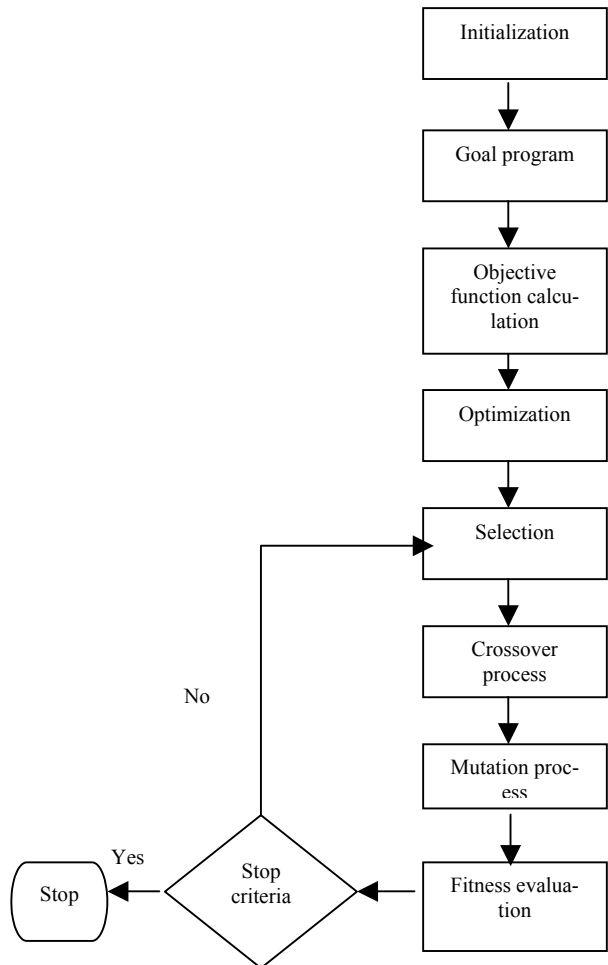 Initialization
Goal program
Objective
function calcu-
lation
Optimization
Selection
Crossover
process
No
Mutation proc-
ess
Yes
Stop
Stop
criteria
Fitness evalua-
tion